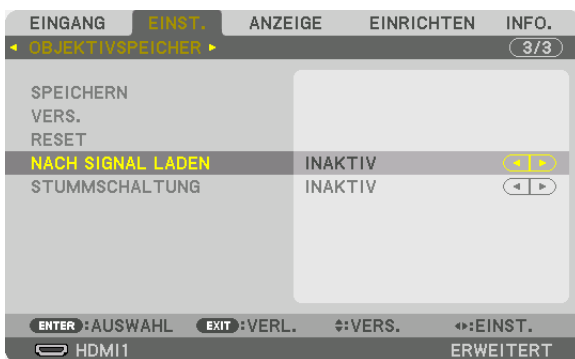 EINGANG EINST. ANZEIGE EINRICHTEN INFO.
OBJEKTIVSPEICHER 3/3
SPEICHERN
VERS.
RESET
NACH SIGNAL LADEN INAKTIV
STUMMSCHALTUNG INAKTIV
ENTER :AUSWAHL EXIT :VERL. :VERS. :EINST.
HDMI1 ERWEITERT